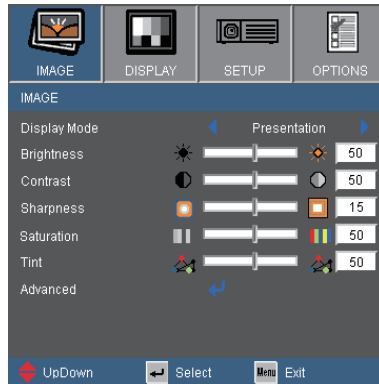 IMAGE DISPLAY SETUP OPTIONS
IMAGE
Display Mode Presentation
Brightness 50
Contrast 50
Sharpness 15
Saturation 50
Tint 50
Advanced
UpDown Select Menu Exit